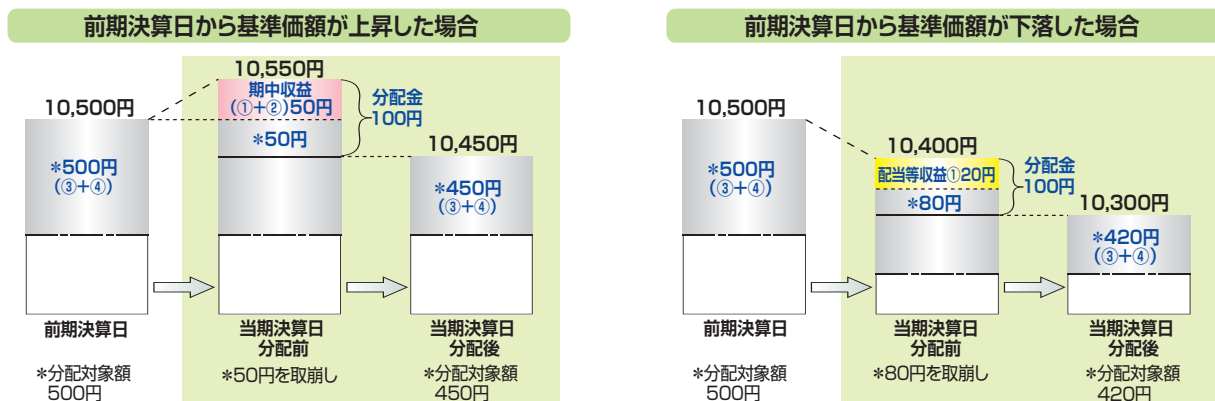 前期決算日から基準価額が上昇した場合
10,550円
期中収益
(①+②)50円
10,500円
分配金
100円
*50円
10,450円
*500円
(③+④)
*450円
(③+④)
前期決算日
当期決算日
分配前
当期決算日
分配後
*分配対象額
500円
*50円を取崩し
*分配対象額
450円
前期決算日から基準価額が下落した場合
10,500円
10,400円
配当等収益①20円
分配金
100円
*500円
(③+④)
*80円
10,300円
*420円
(③+④)
前期決算日
当期決算日
分配前
当期決算日
分配後
*分配対象額
500円
*80円を取崩し
*分配対象額
420円